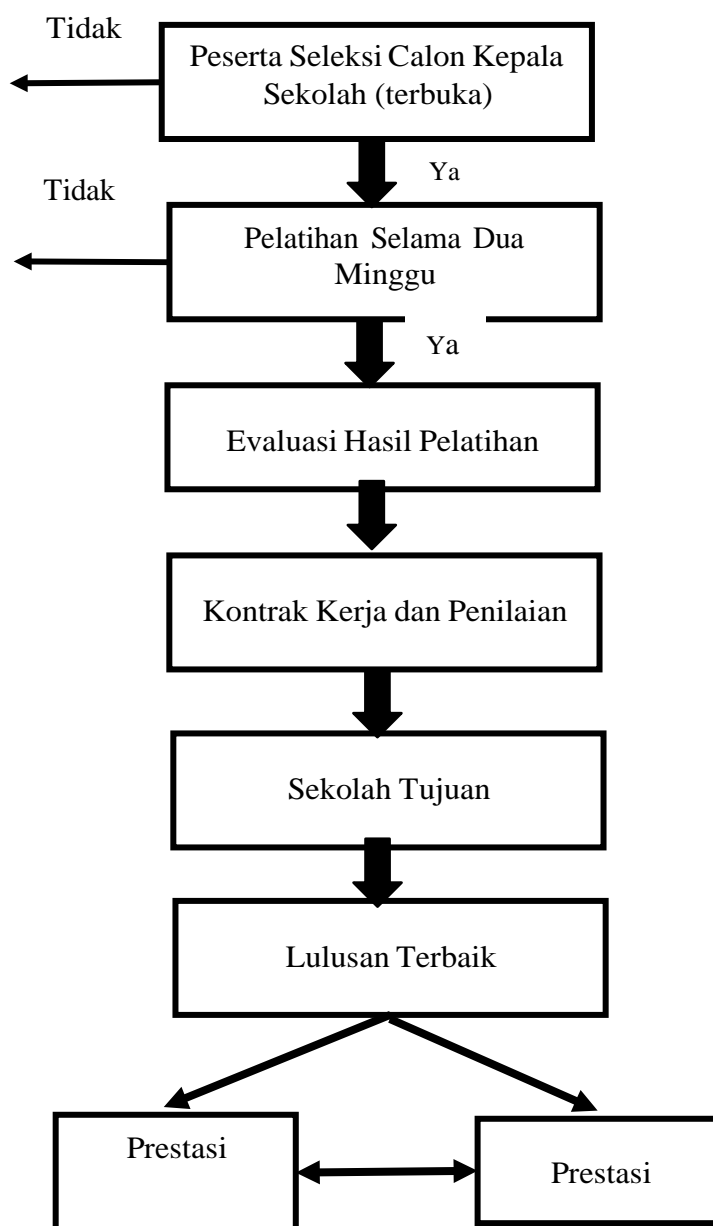 Tidak
Peserta Seleksi Calon Kepala
Sekolah (terbuka)
Ya
Tidak
Pelatihan Selama Dua
Minggu
Ya
Evaluasi Hasil Pelatihan
Kontrak Kerja dan Penilaian
Sekolah Tujuan
Lulusan Terbaik
Prestasi
Prestasi